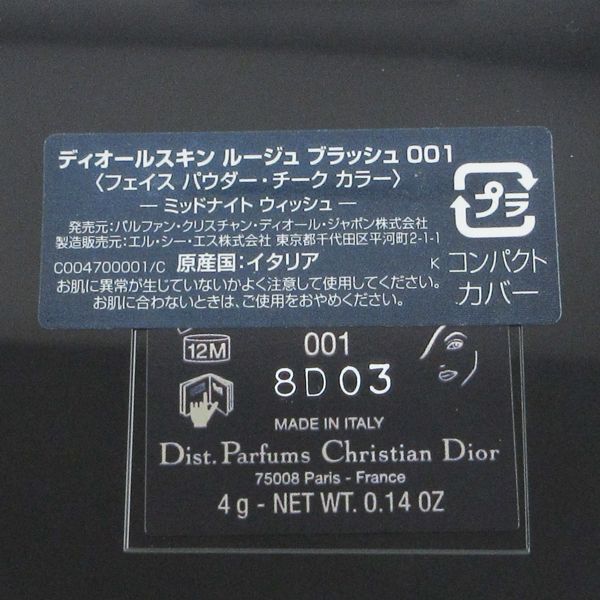 ディオールスキン ルージュ ブラッシュ 001
〈フェイス パウダー・チーク カラー〉
― ミッドナイト ウィッシュ ―
発売元:パルファン・クリスチャン・ディオール・ジャポン株式会社
製造販売元:エル・シー・エス株式会社 東京都千代田区平河町2-1-1
C004700001/C 原産国:イタリア K
お肌に異常が生じていないかよく注意して使用してください。
お肌に合わないときは、ご使用をおやめください。
プラ
コンパクト
カバー
12M
001
8D03
MADE IN ITALY
Dist. Parfums Christian Dior
75008 Paris - France
4 g - NET WT. 0.14 OZ